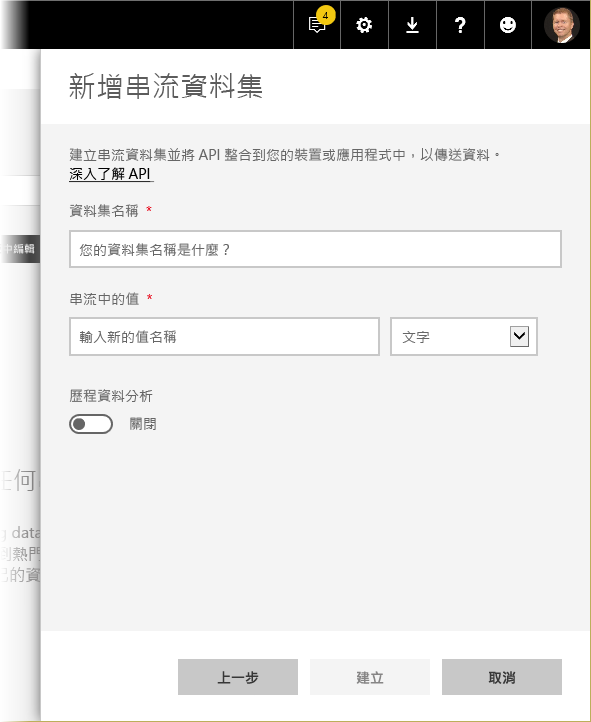 4
?
新增串流資料集
建立串流資料集並將 API 整合到您的裝置或應用程式中，以傳送資料。
深入了解 API
資料集名稱 *
您的資料集名稱是什麼？
中編輯
串流中的值 *
輸入新的值名稱 文字
歷程資料分析
關閉
任何
data
到熱門
己的資
上一步 建立 取消